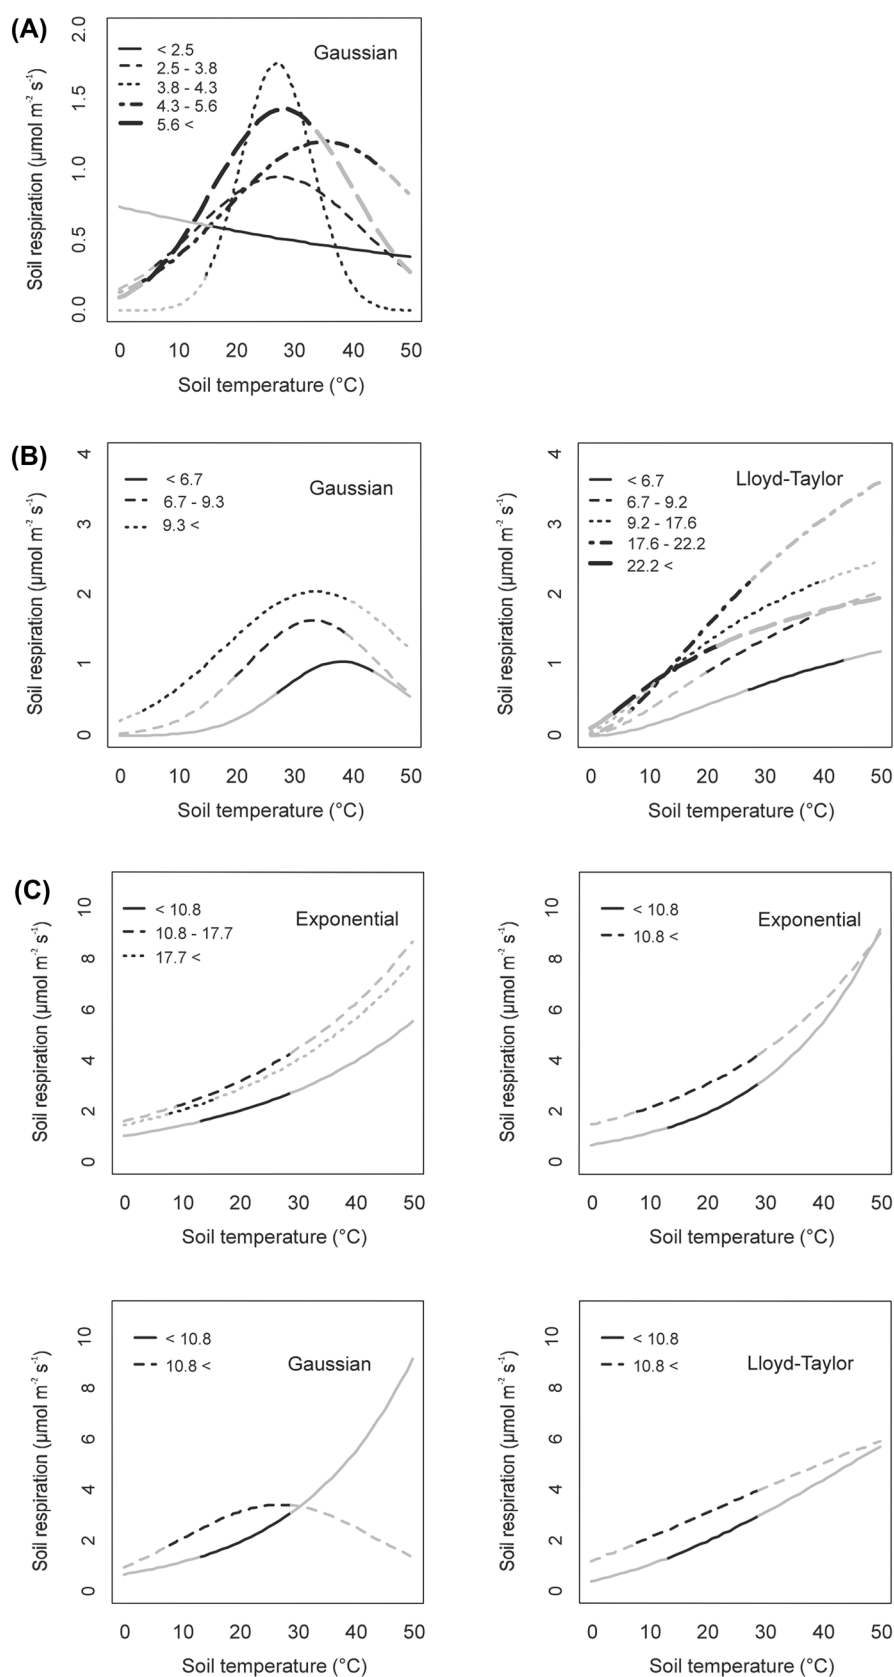 (A)
Gaussian
< 2.5
2.5 - 3.8
3.8 - 4.3
4.3 - 5.6
5.6 <
Soil respiration (µmol m⁻² s⁻¹)
2.0
1.5
1.0
0.5
0.0
0 10 20 30 40 50
Soil temperature (°C)
(B)
Gaussian
< 6.7
6.7 - 9.3
9.3 <
Soil respiration (µmol m⁻² s⁻¹)
4
3
2
1
0
0 10 20 30 40 50
Soil temperature (°C)
Lloyd-Taylor
< 6.7
6.7 - 9.2
9.2 - 17.6
17.6 - 22.2
22.2 <
Soil respiration (µmol m⁻² s⁻¹)
4
3
2
1
0
0 10 20 30 40 50
Soil temperature (°C)
(C)
Exponential
< 10.8
10.8 - 17.7
17.7 <
Soil respiration (µmol m⁻² s⁻¹)
10
8
6
4
2
0
0 10 20 30 40 50
Soil temperature (°C)
Exponential
< 10.8
10.8 <
Soil respiration (µmol m⁻² s⁻¹)
10
8
6
4
2
0
0 10 20 30 40 50
Soil temperature (°C)
Gaussian
< 10.8
10.8 <
Soil respiration (µmol m⁻² s⁻¹)
10
8
6
4
2
0
0 10 20 30 40 50
Soil temperature (°C)
Lloyd-Taylor
< 10.8
10.8 <
Soil respiration (µmol m⁻² s⁻¹)
10
8
6
4
2
0
0 10 20 30 40 50
Soil temperature (°C)